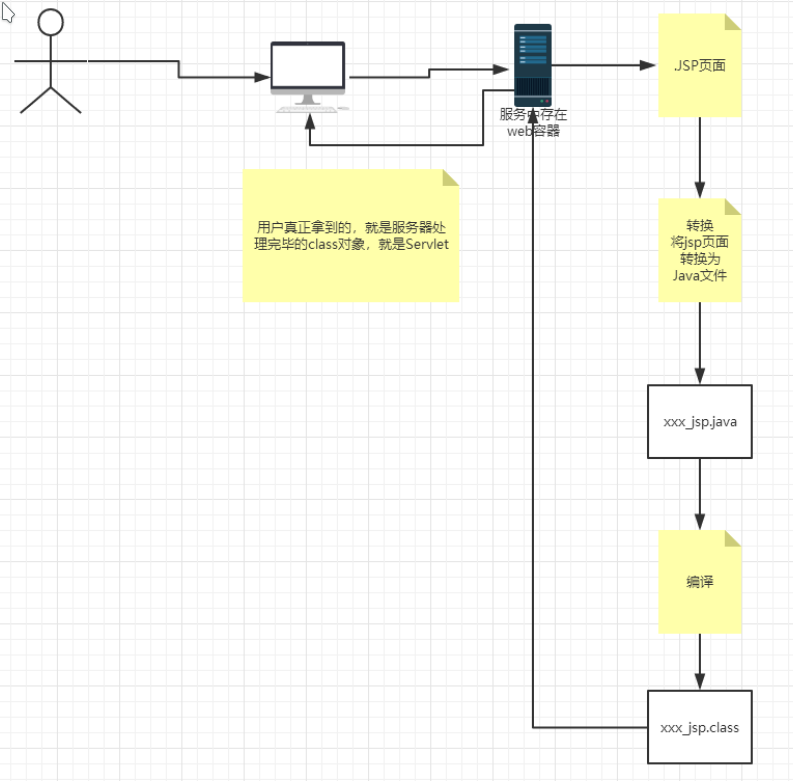 .JSP页面
服务中存在
web容器
用户真正拿到的，就是服务器处
理完毕的class对象，就是Servlet
转换
将jsp页面
转换为
Java文件
xxx_jsp.java
编译
xxx_jsp.class